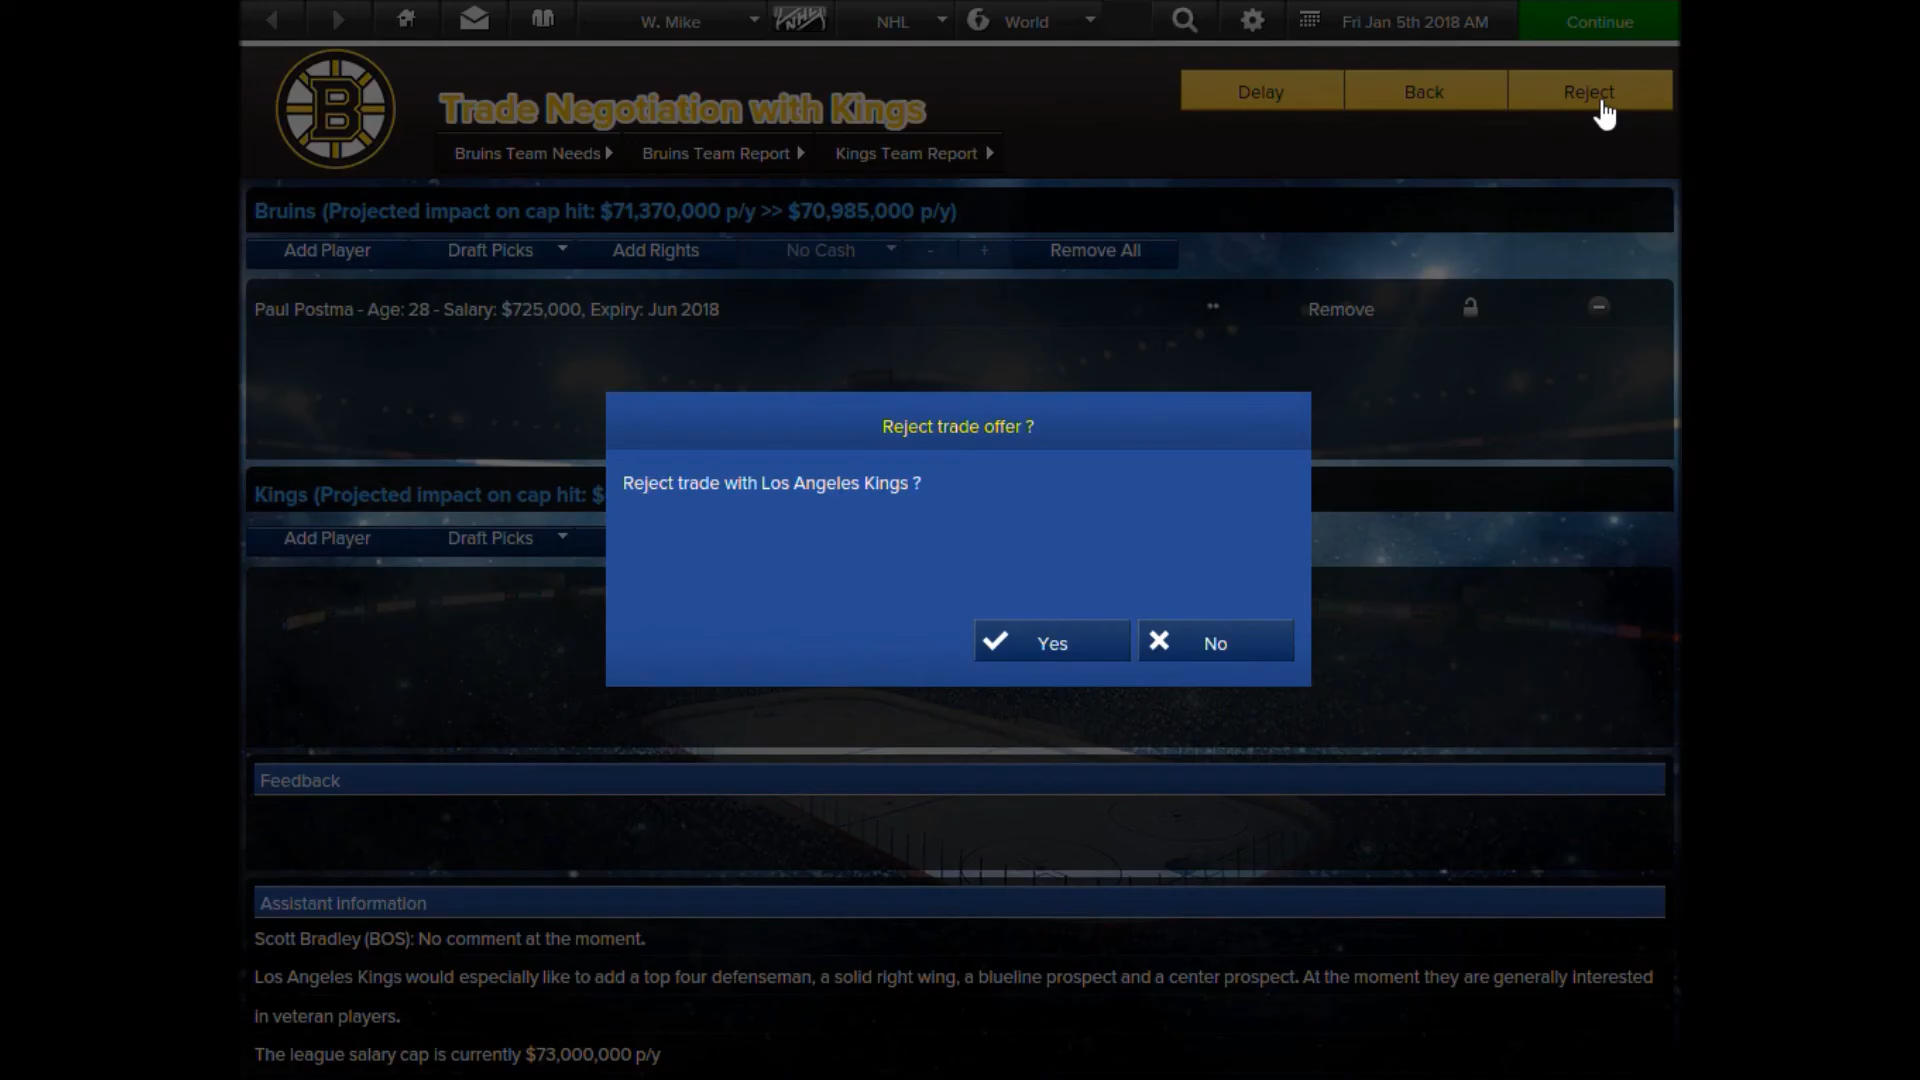 W. Mike
NHL
NHL
World
Fri Jan 5th 2018 AM
Continue
B
Trade Negotiation with Kings
Delay
Back
Reject
Bruins Team Needs
Bruins Team Report
Kings Team Report
Bruins (Projected impact on cap hit: $71,370,000 p/y >> $70,985,000 p/y)
Add Player
Draft Picks
Add Rights
No Cash
-
+
Remove All
Paul Postma - Age: 28 - Salary: $725,000, Expiry: Jun 2018
Remove
Reject trade offer ?
Reject trade with Los Angeles Kings ?
Yes
No
Kings (Projected impact on cap hit: $
Add Player
Draft Picks
Feedback
Assistant information
Scott Bradley (BOS): No comment at the moment.
Los Angeles Kings would especially like to add a top four defenseman, a solid right wing, a blueline prospect and a center prospect. At the moment they are generally interested
in veteran players.
The league salary cap is currently $73,000,000 p/y